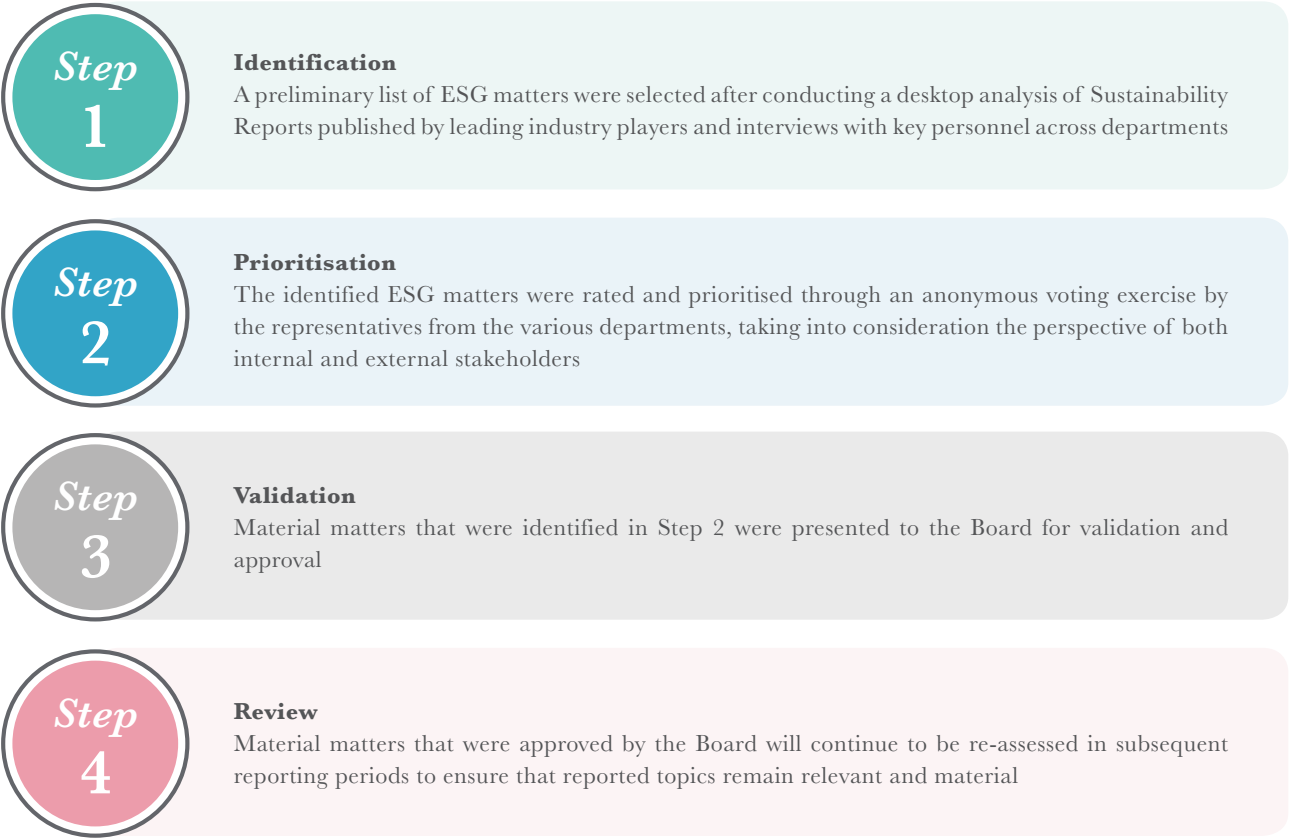 Step
1
Identification
A preliminary list of ESG matters were selected after conducting a desktop analysis of Sustainability
Reports published by leading industry players and interviews with key personnel across departments
Step
2
Prioritisation
The identified ESG matters were rated and prioritised through an anonymous voting exercise by
the representatives from the various departments, taking into consideration the perspective of both
internal and external stakeholders
Step
3
Validation
Material matters that were identified in Step 2 were presented to the Board for validation and
approval
Step
4
Review
Material matters that were approved by the Board will continue to be re-assessed in subsequent
reporting periods to ensure that reported topics remain relevant and material